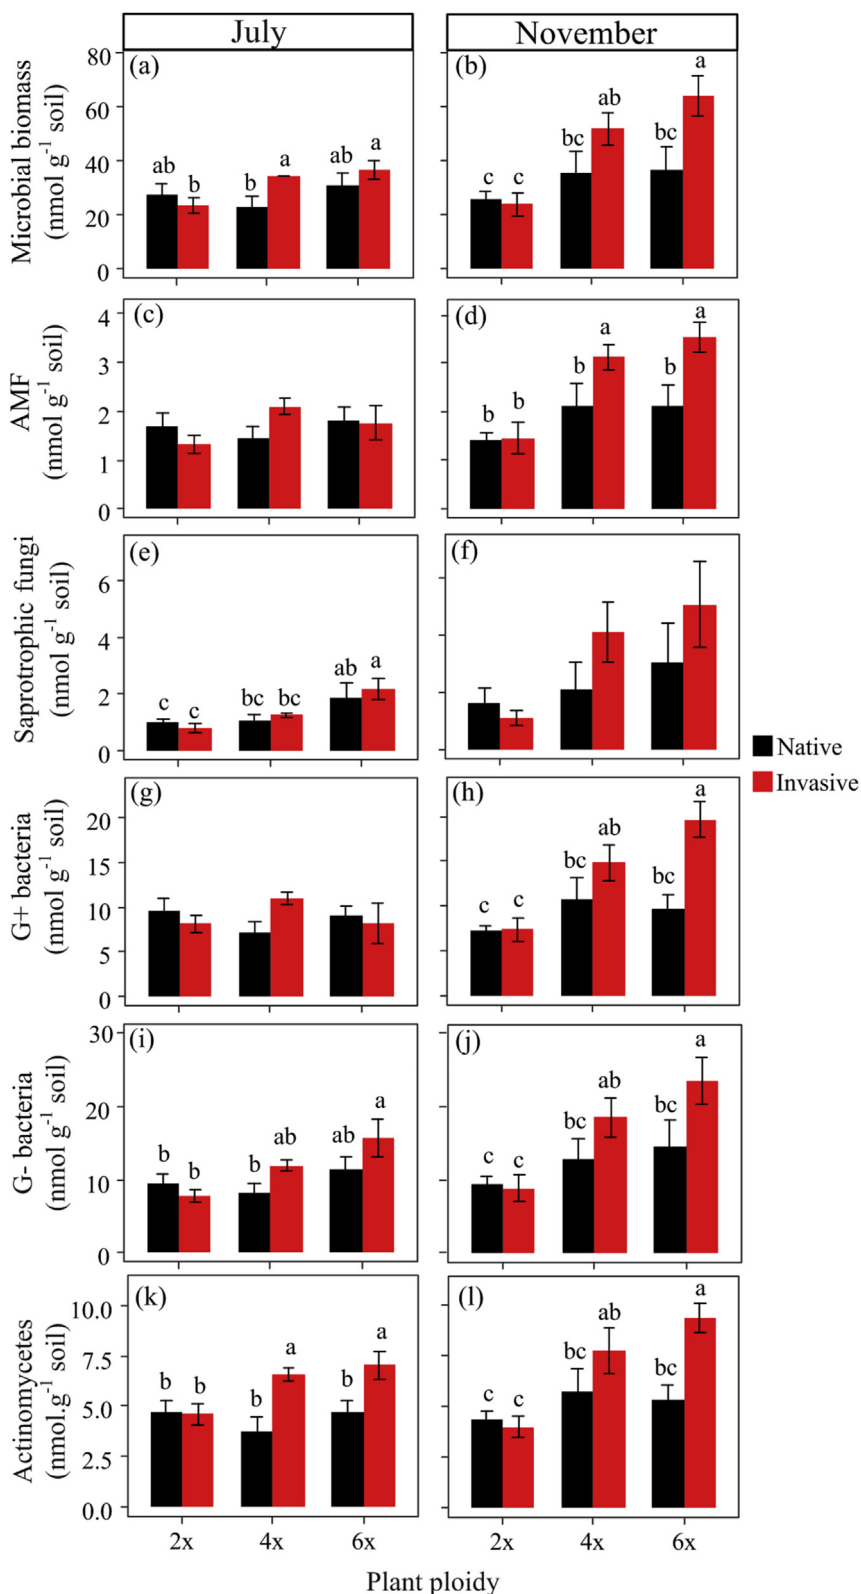 July
November
Microbial biomass
(nmol g-1 soil)
80
60
40
20
0
(a)
ab
b
b
a
ab
a
(b)
c
c
bc
ab
bc
a
AMF
(nmol g-1 soil)
4
3
2
1
0
(c)
(d)
b
b
b
a
b
a
Saprotrophic fungi
(nmol g-1 soil)
6
4
2
0
(e)
c
c
bc
bc
ab
a
(f)
Native
Invasive
G+ bacteria
(nmol g-1 soil)
20
15
10
5
0
(g)
(h)
c
c
bc
ab
bc
a
G- bacteria
(nmol g-1 soil)
30
20
10
0
(i)
b
b
b
ab
ab
a
(j)
c
c
bc
ab
bc
a
Actinomycetes
(nmol.g-1 soil)
10.0
7.5
5.0
2.5
0.0
(k)
b
b
b
a
b
a
(l)
c
c
bc
ab
bc
a
2x
4x
6x
2x
4x
6x
Plant ploidy